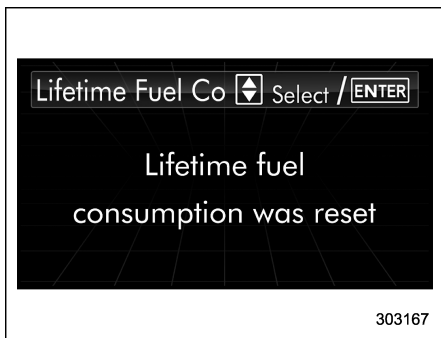 Lifetime Fuel Co Select / ENTER
Lifetime fuel
consumption was reset
303167